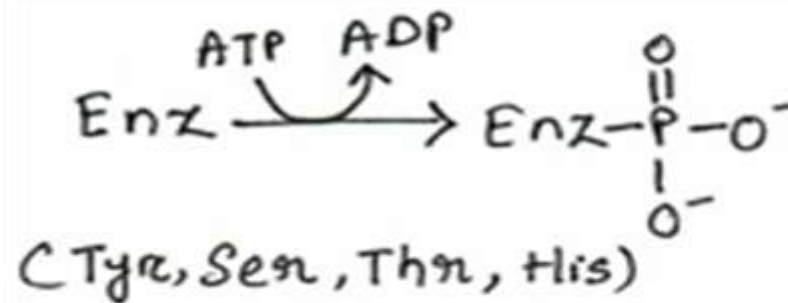 ATP ADP
Enz Enz-P-O⁻
O
O⁻
(Tyr, Ser, Thr, His)